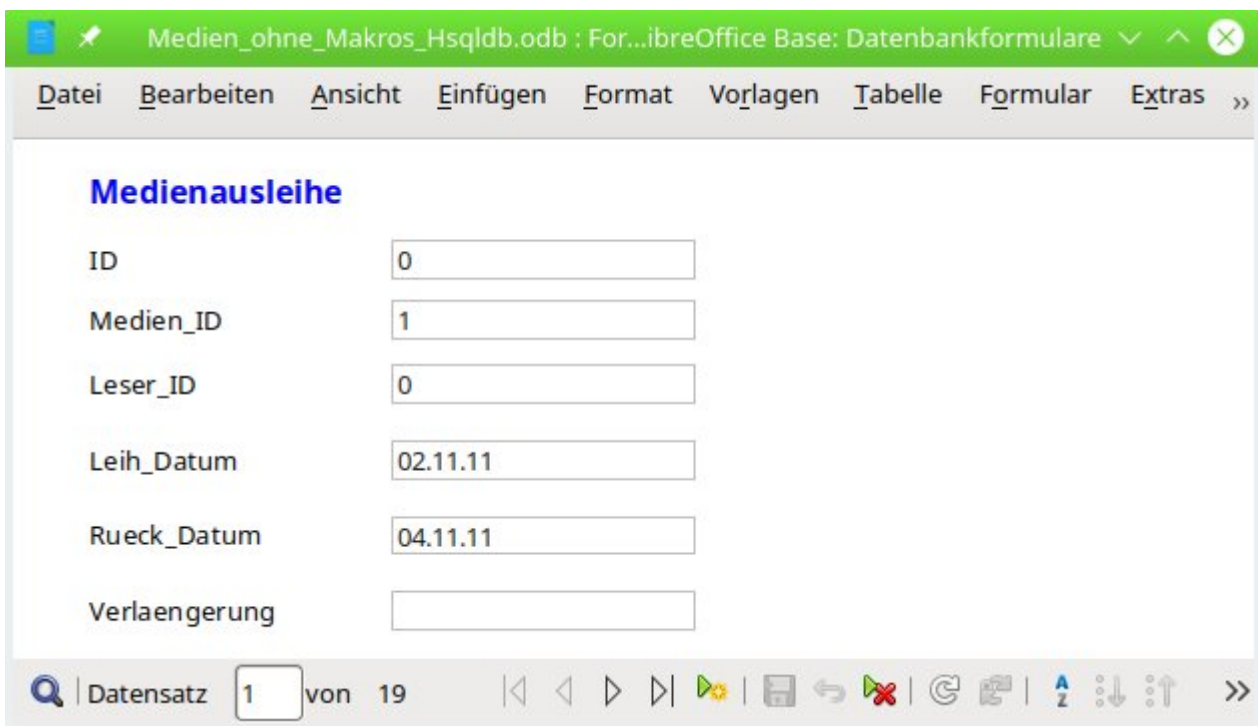 Medien_ohne_Makros_Hsqldb.odb : For...ibreOffice Base: Datenbankformulare
Datei Bearbeiten Ansicht Einfügen Format Vorlagen Tabelle Formular Extras »
Medienausleihe
ID 0
Medien_ID 1
Leser_ID 0
Leih_Datum 02.11.11
Rueck_Datum 04.11.11
Verlaengerung
Datensatz 1 von 19 A Z »